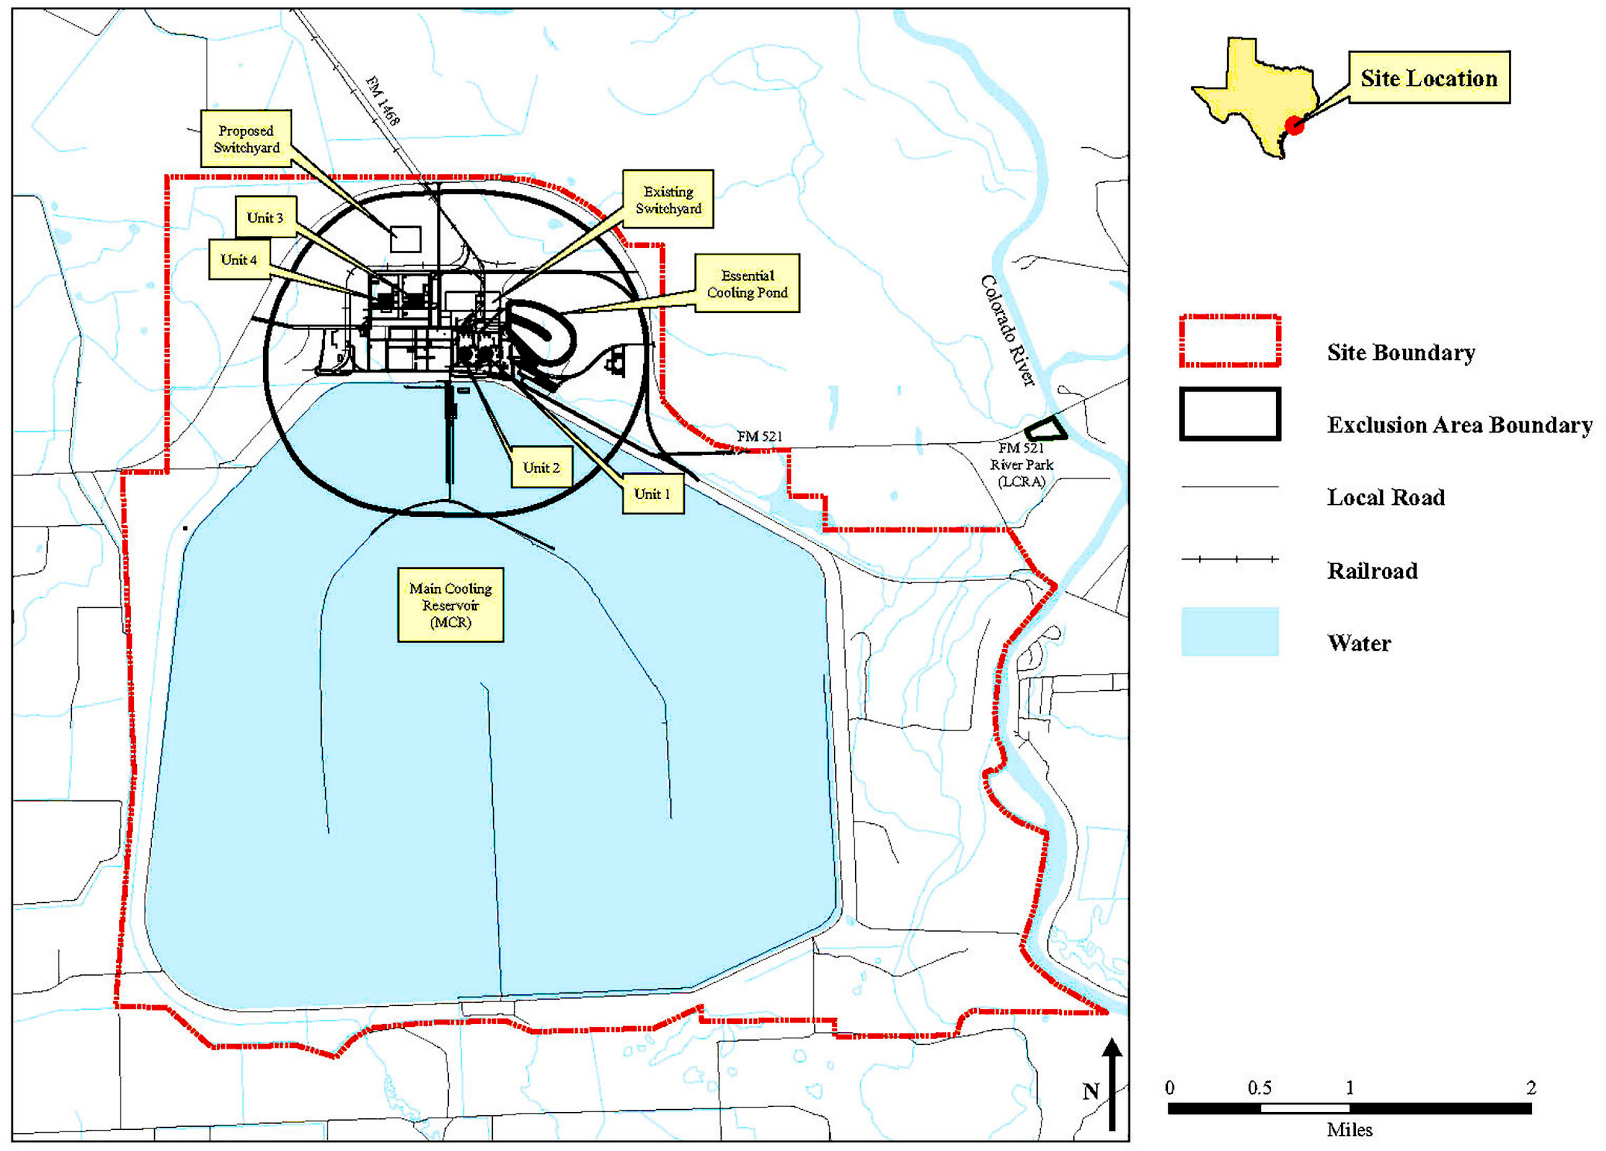 FM 1468
Proposed
Switchyard
Unit 3
Unit 4
Existing
Switchyard
Essential
Cooling Pond
Colorado River
FM 521
FM 521
River Park
(LCRA)
Unit 2
Unit 1
Main Cooling
Reservoir
(MCR)
N
Site Location
Site Boundary
Exclusion Area Boundary
Local Road
Railroad
Water
0 0.5 1 2
Miles